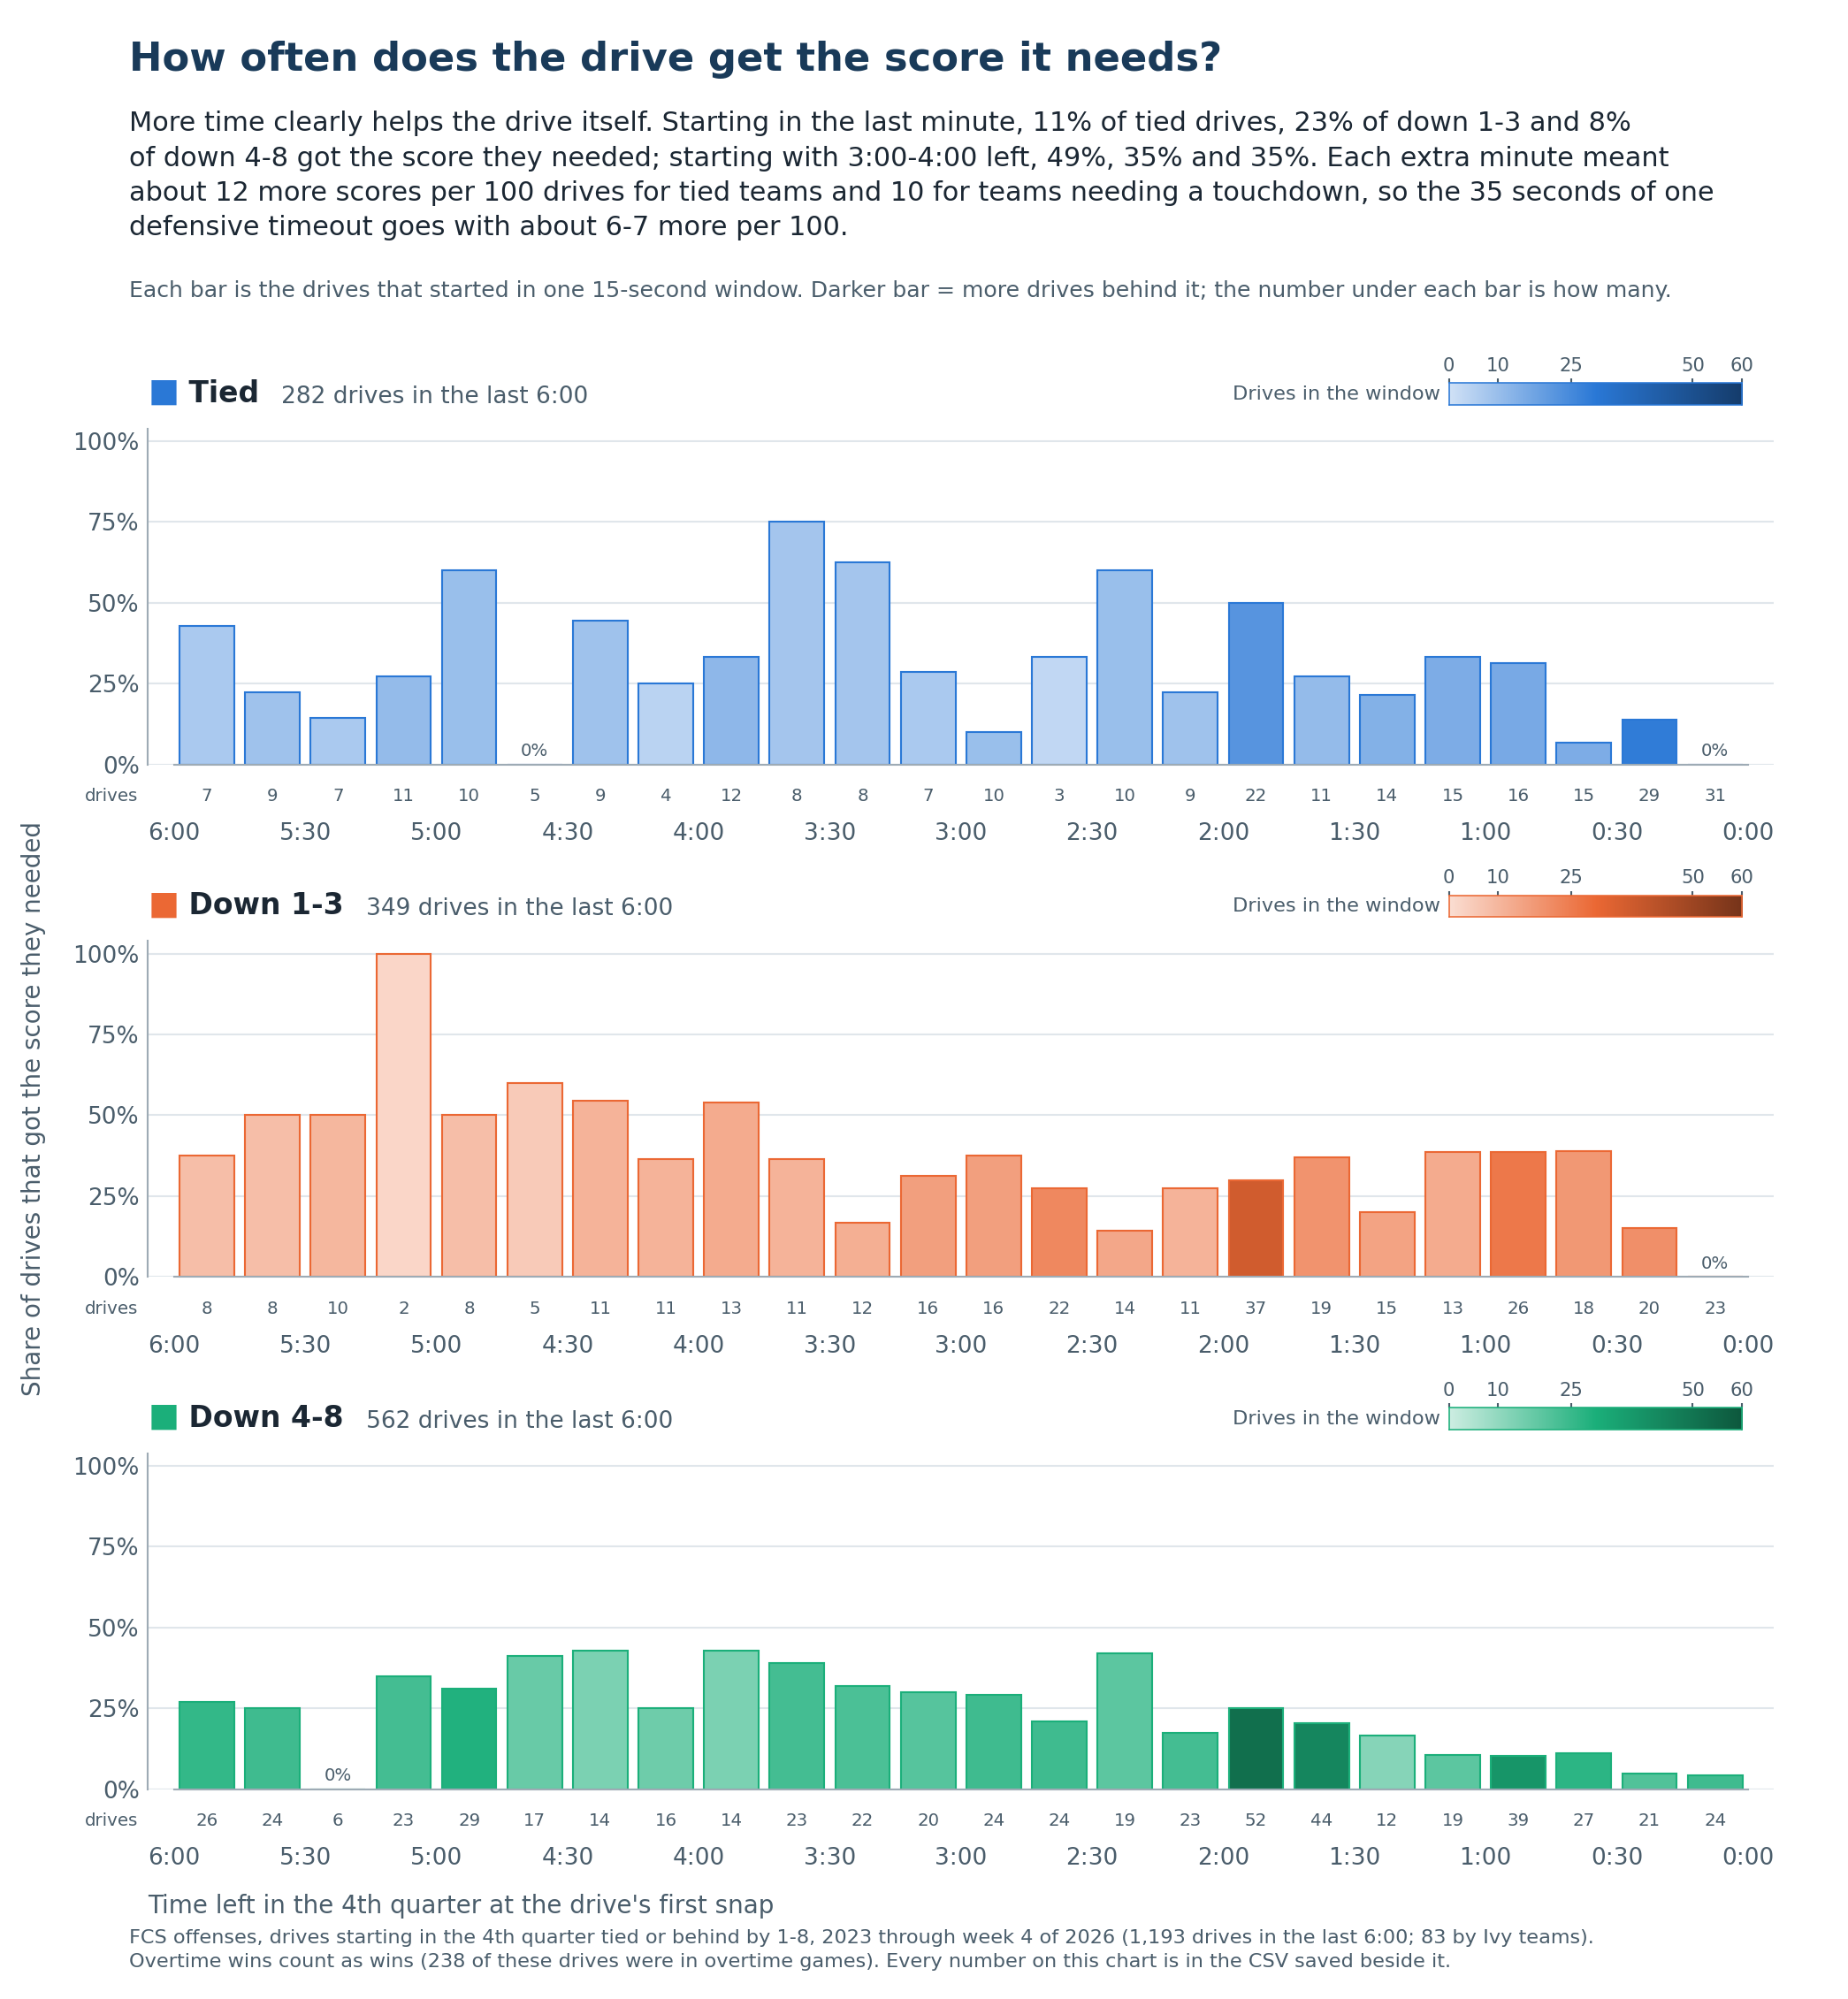 How often does the drive get the score it needs?
More time clearly helps the drive itself. Starting in the last minute, 11% of tied drives, 23% of down 1-3 and 8%
of down 4-8 got the score they needed; starting with 3:00-4:00 left, 49%, 35% and 35%. Each extra minute meant
about 12 more scores per 100 drives for tied teams and 10 for teams needing a touchdown, so the 35 seconds of one
defensive timeout goes with about 6-7 more per 100.
Each bar is the drives that started in one 15-second window. Darker bar = more drives behind it; the number under each bar is how many.
0 10 25 50 60
Tied 282 drives in the last 6:00 Drives in the window
100%
75%
50%
25%
0% 0% 0%
drives 7 9 7 11 10 5 9 4 12 8 8 7 10 3 10 9 22 11 14 15 16 15 29 31
6:00 5:30 5:00 4:30 4:00 3:30 3:00 2:30 2:00 1:30 1:00 0:30 0:00
Share of drives that got the score they needed
0 10 25 50 60
Down 1-3 349 drives in the last 6:00 Drives in the window
100%
75%
50%
25%
0% 0%
drives 8 8 10 2 8 5 11 11 13 11 12 16 16 22 14 11 37 19 15 13 26 18 20 23
6:00 5:30 5:00 4:30 4:00 3:30 3:00 2:30 2:00 1:30 1:00 0:30 0:00
0 10 25 50 60
Down 4-8 562 drives in the last 6:00 Drives in the window
100%
75%
50%
25%
0% 0%
drives 26 24 6 23 29 17 14 16 14 23 22 20 24 24 19 23 52 44 12 19 39 27 21 24
6:00 5:30 5:00 4:30 4:00 3:30 3:00 2:30 2:00 1:30 1:00 0:30 0:00
Time left in the 4th quarter at the drive's first snap
FCS offenses, drives starting in the 4th quarter tied or behind by 1-8, 2023 through week 4 of 2026 (1,193 drives in the last 6:00; 83 by Ivy teams).
Overtime wins count as wins (238 of these drives were in overtime games). Every number on this chart is in the CSV saved beside it.